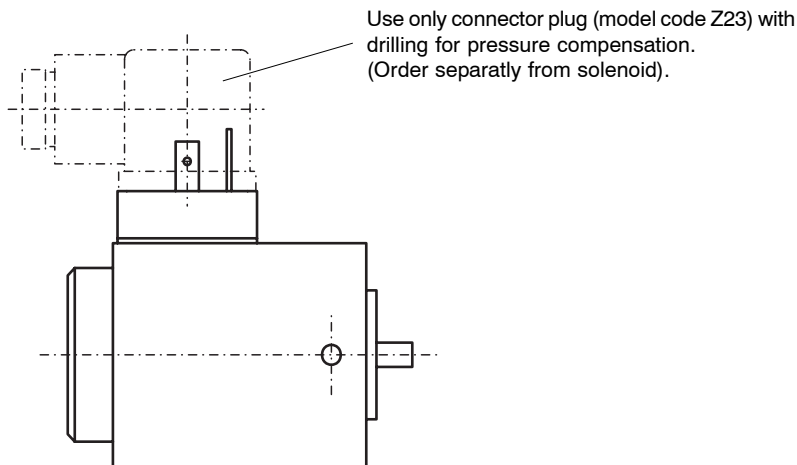 Use only connector plug (model code Z23) with
drilling for pressure compensation.
(Order separatly from solenoid).